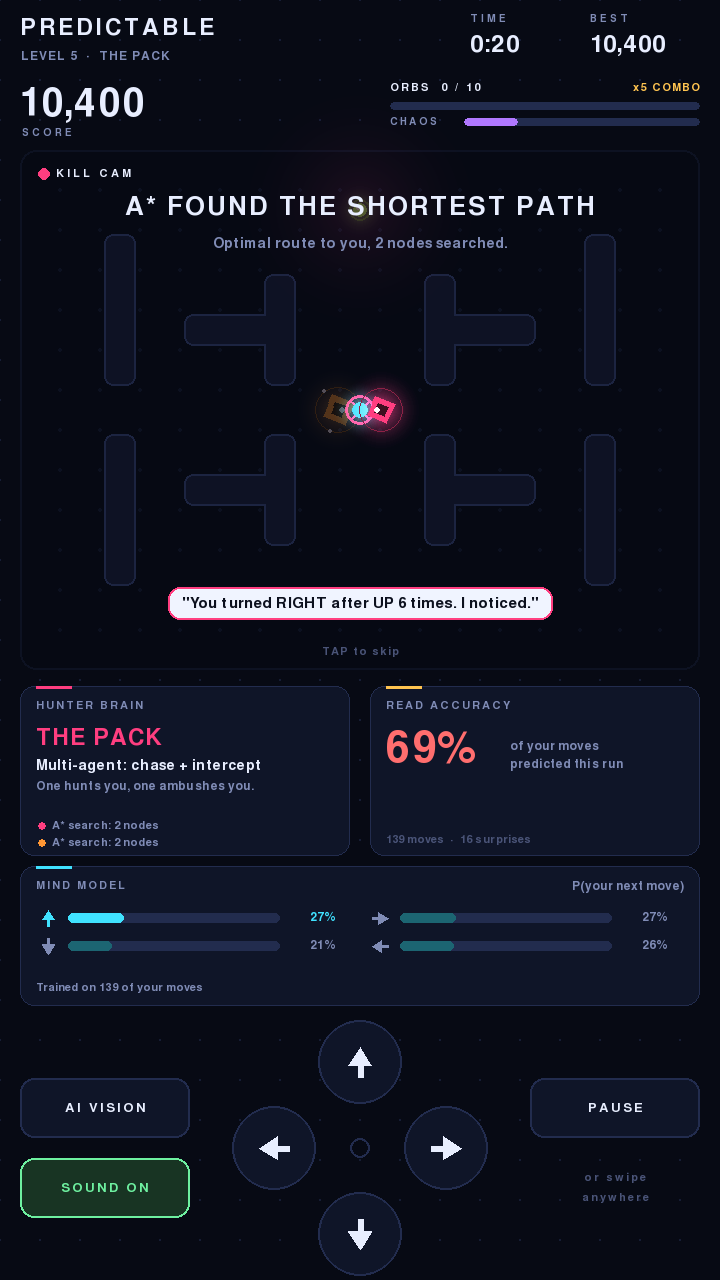 PREDICTABLE
LEVEL 5 · THE PACK
TIME
0:20
BEST
10,400
10,400
SCORE
ORBS 0 / 10
x5 COMBO
CHAOS
KILL CAM
A* FOUND THE SHORTEST PATH
Optimal route to you, 2 nodes searched.
"You turned RIGHT after UP 6 times. I noticed."
TAP to skip
HUNTER BRAIN
THE PACK
Multi-agent: chase + intercept
One hunts you, one ambushes you.
A* search: 2 nodes
A* search: 2 nodes
READ ACCURACY
69%
of your moves
predicted this run
139 moves · 16 surprises
MIND MODEL
P(your next move)
27%
27%
21%
26%
Trained on 139 of your moves
AI VISION
PAUSE
SOUND ON
or swipe
anywhere